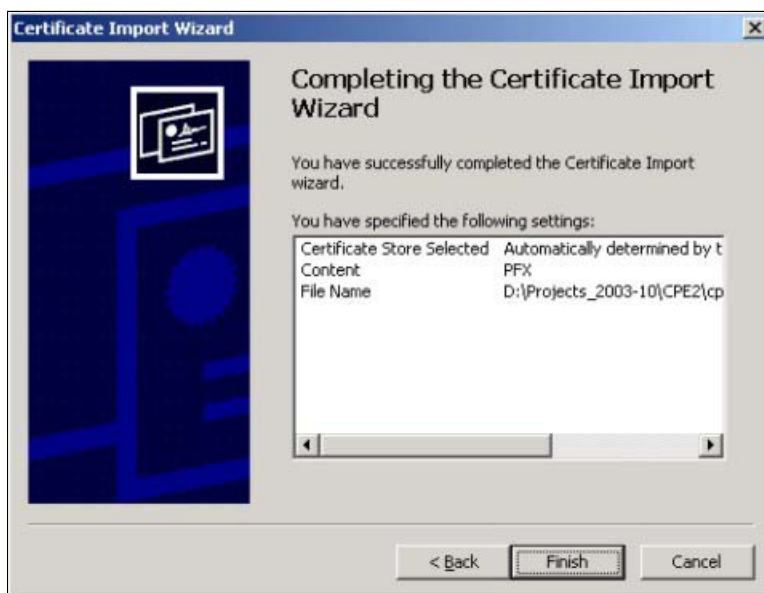 Certificate Import Wizard
Completing the Certificate Import
Wizard
You have successfully completed the Certificate Import
wizard.
You have specified the following settings:
Certificate Store Selected Automatically determined by t
Content PFX
File Name D:\Projects_2003-10\CPE2\cp
< Back Finish Cancel